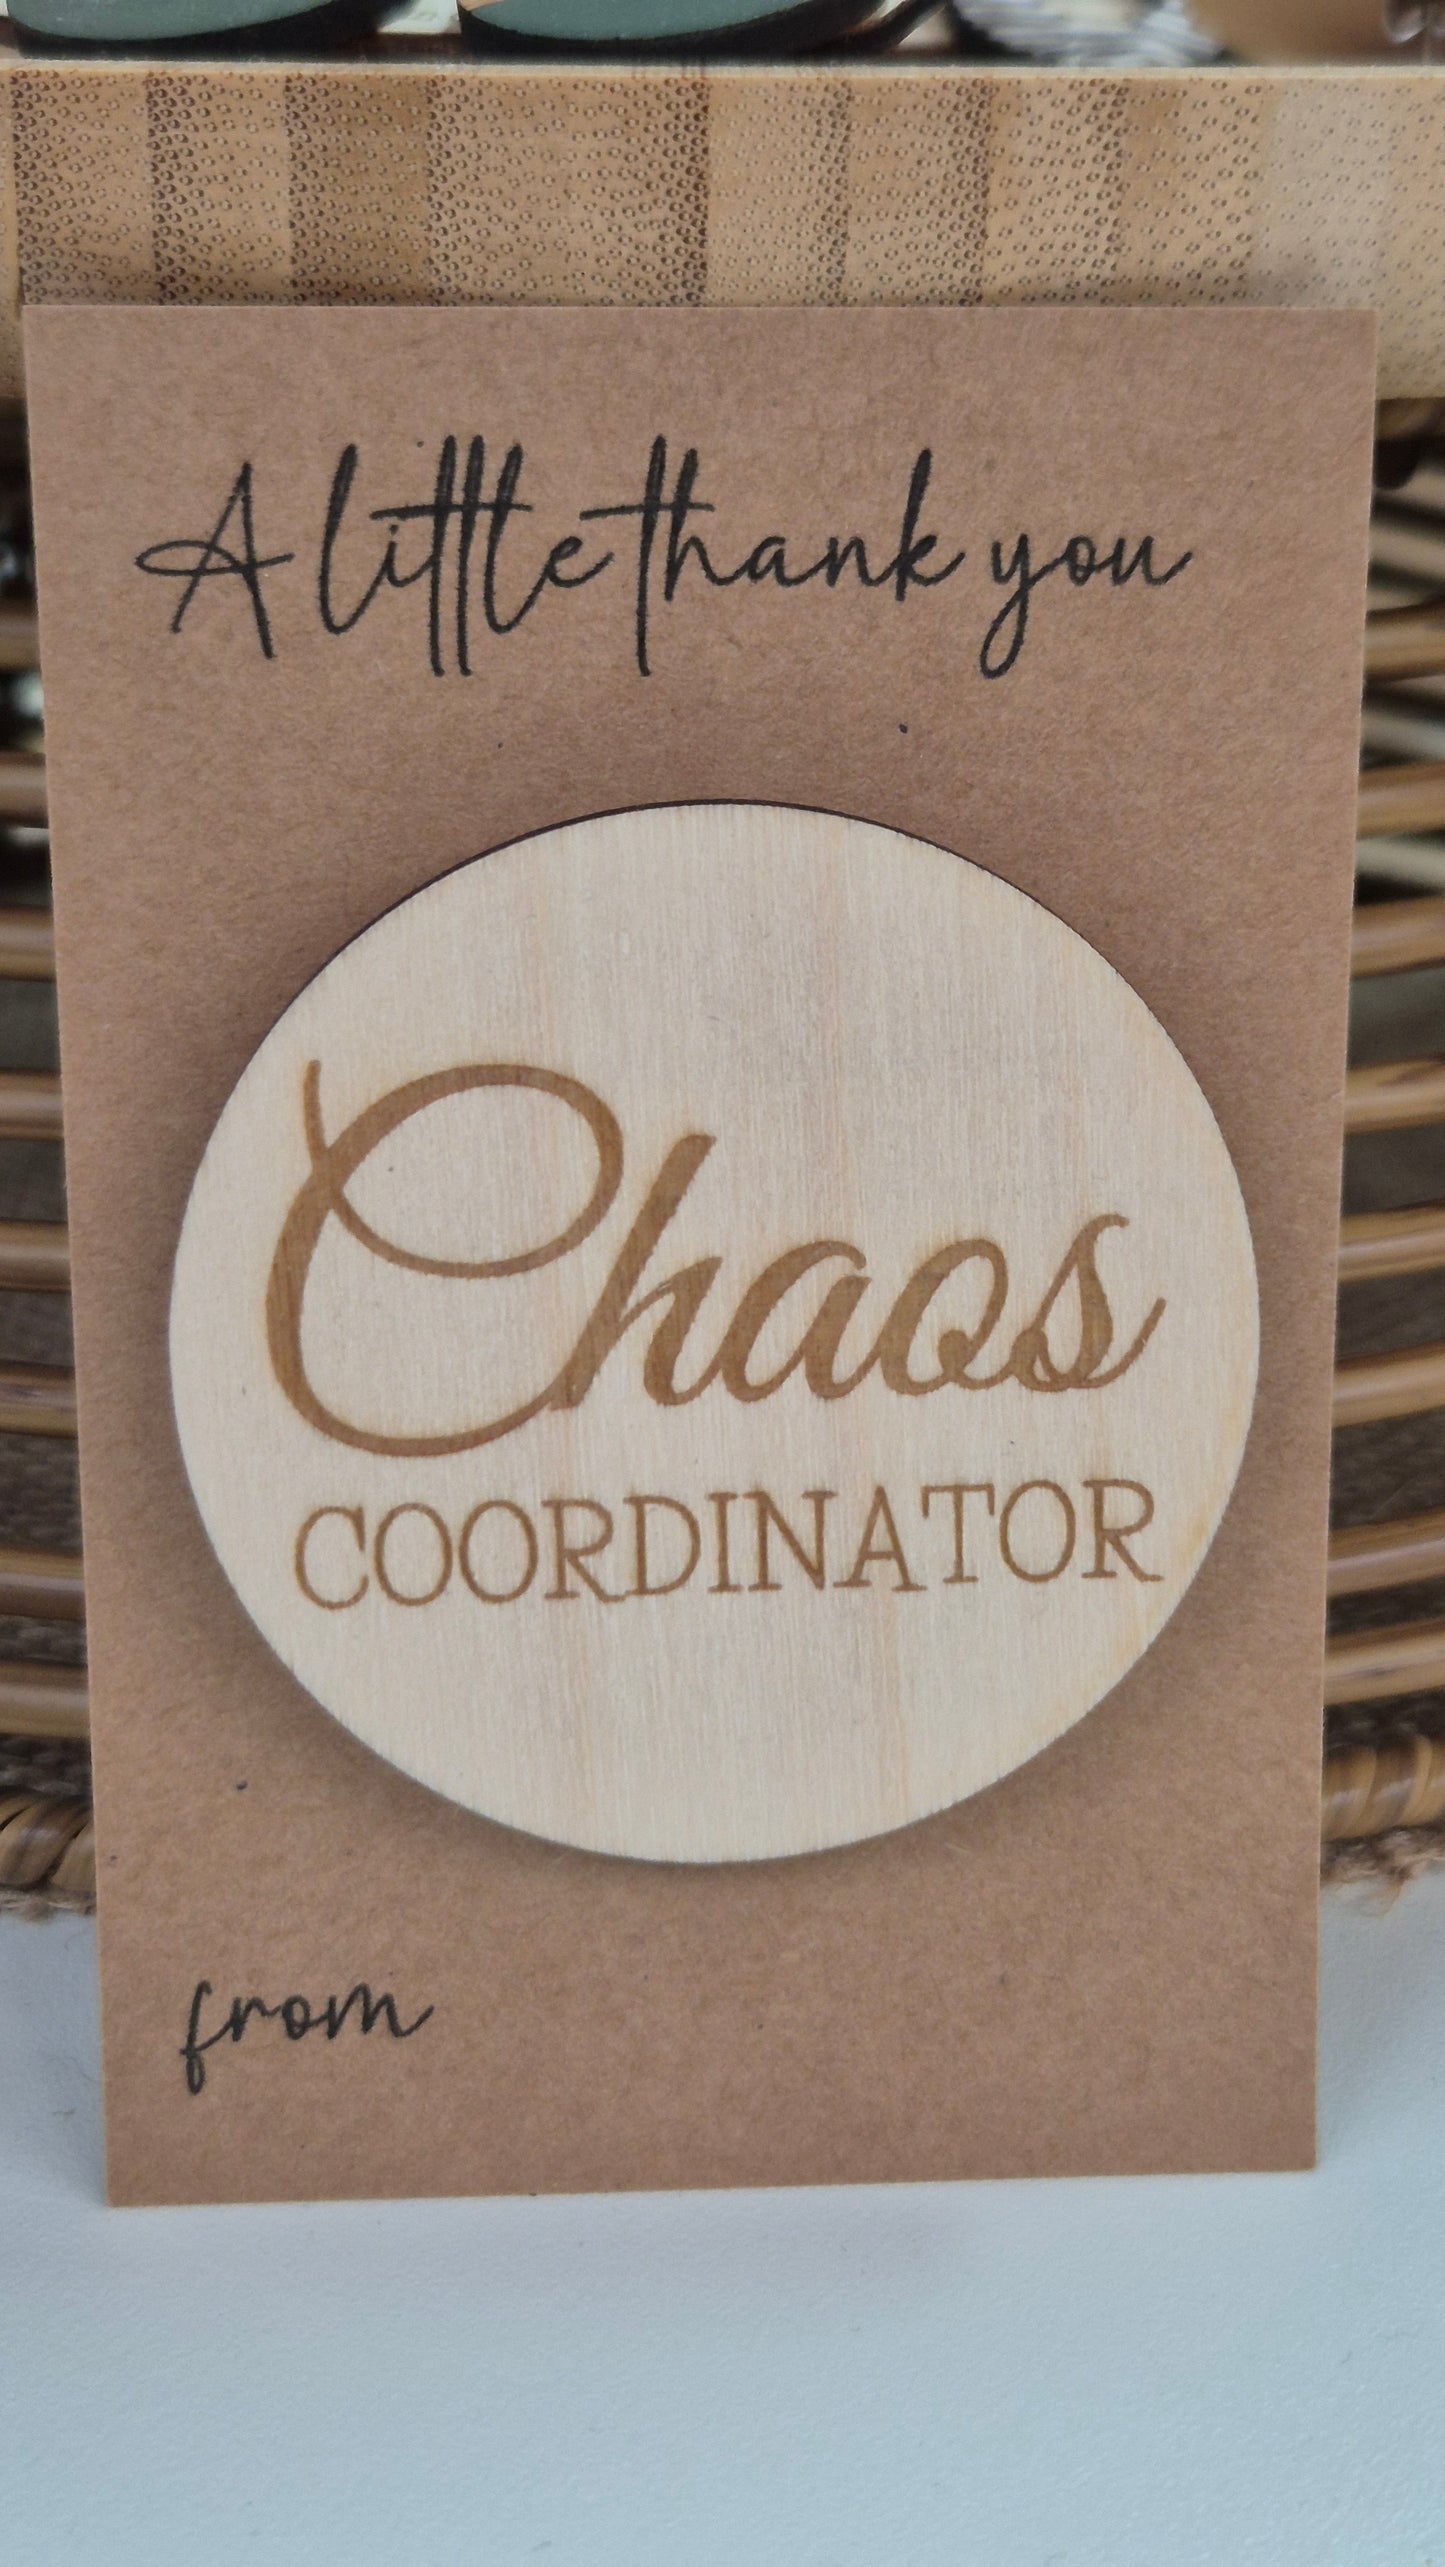 A little thank you
Chaos
COORDINATOR
from